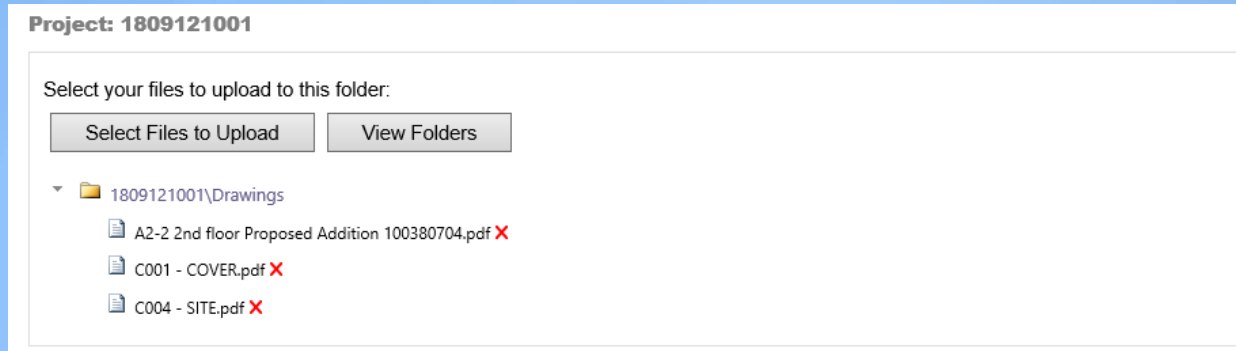 Project: 1809121001
Select your files to upload to this folder:
Select Files to Upload View Folders
1809121001\Drawings
A2-2 2nd floor Proposed Addition 100380704.pdf
C001 - COVER.pdf
C004 - SITE.pdf